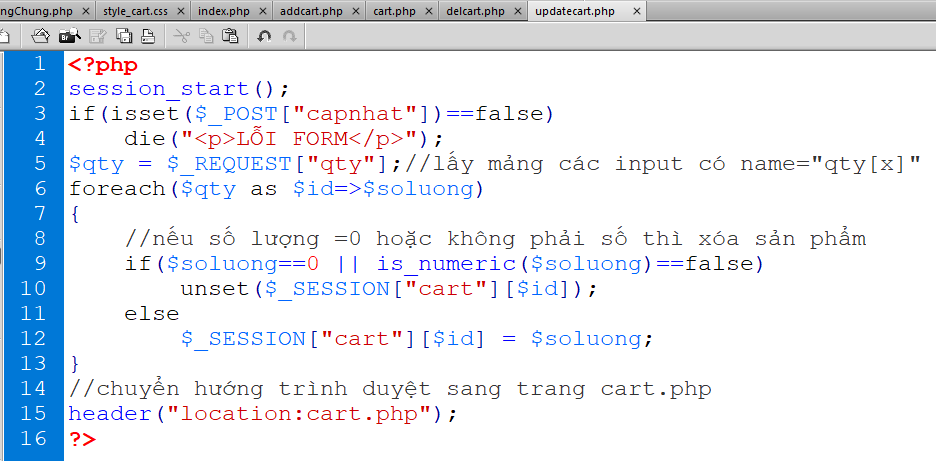 ngChung.php × style_cart.css × index.php × addcart.php × cart.php × delcart.php × updatecart.php ×
Br
1 <?php
2 session_start();
3 if(isset($_POST["capnhat"])==false)
4     die("<p>LỖI FORM</p>");
5 $qty = $_REQUEST["qty"];//lấy mảng các input có name="qty[x]"
6 foreach($qty as $id=>$soluong)
7 {
8     //nếu số lượng =0 hoặc không phải số thì xóa sản phẩm
9     if($soluong==0 || is_numeric($soluong)==false)
10         unset($_SESSION["cart"][$id]);
11     else
12         $_SESSION["cart"][$id] = $soluong;
13 }
14 //chuyển hướng trình duyệt sang trang cart.php
15 header("location:cart.php");
16 ?>